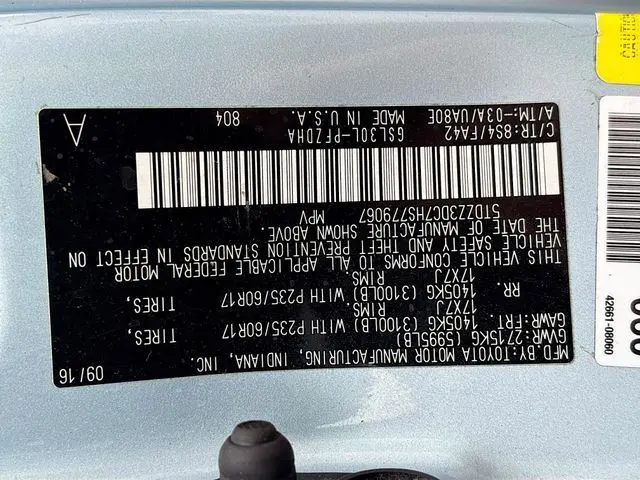 MFD.BY:TOYOTA MOTOR MANUFACTURING, INDIANA, INC. 09/16
GVWR:2715KG (5995LB)
GAWR:FRT. 1405KG (3100LB) WITH P235/60R17 TIRES,
17X7J RIMS
RR. 1405KG (3100LB) WITH P235/60R17 TIRES,
17X7J RIMS
THIS VEHICLE CONFORMS TO ALL APPLICABLE FEDERAL MOTOR
VEHICLE SAFETY AND THEFT PREVENTION STANDARDS IN EFFECT ON
THE DATE OF MANUFACTURE SHOWN ABOVE.
5TDZZ3DC7HS779067 MPV
C/TR:8S4/FA42 GSL30L-PFZDHA
A/TM:-03A/UA80E MADE IN U.S.A. 804
A
42661-08060
CAUTION